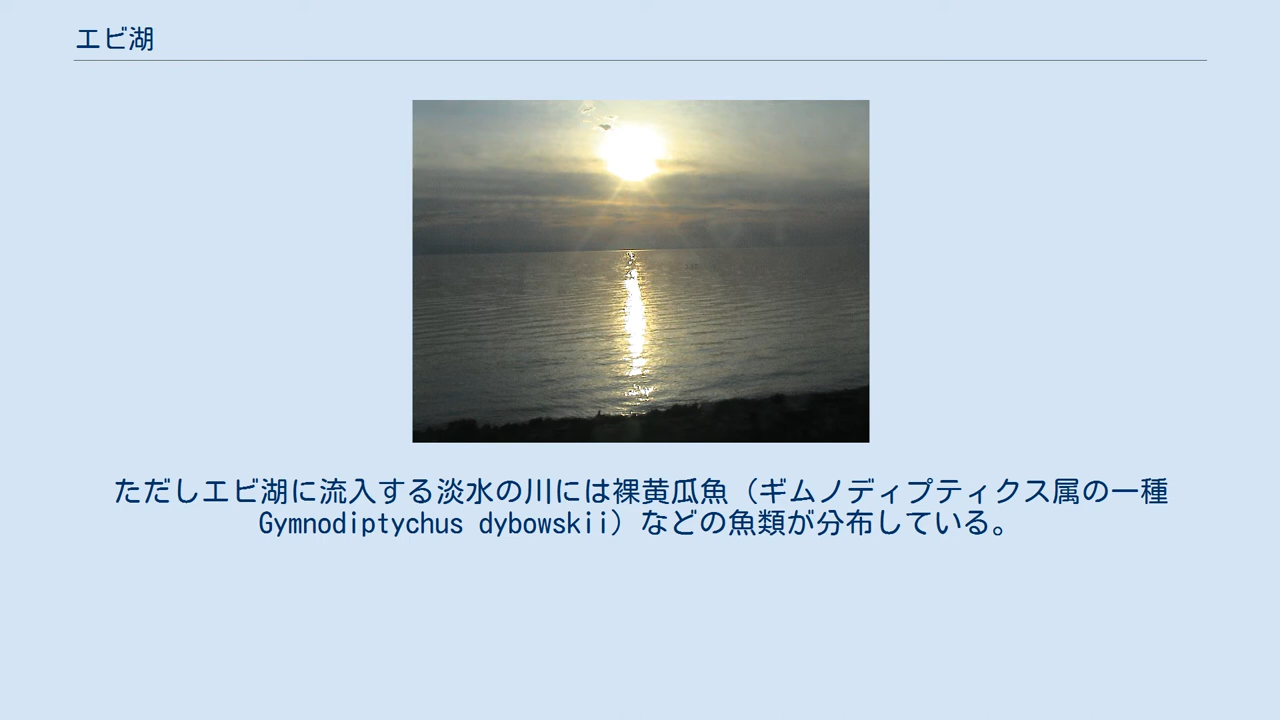 エビ湖
ただしエビ湖に流入する淡水の川には裸黄瓜魚（ギムノディプティクス属の一種
Gymnodiptychus dybowskii）などの魚類が分布している。